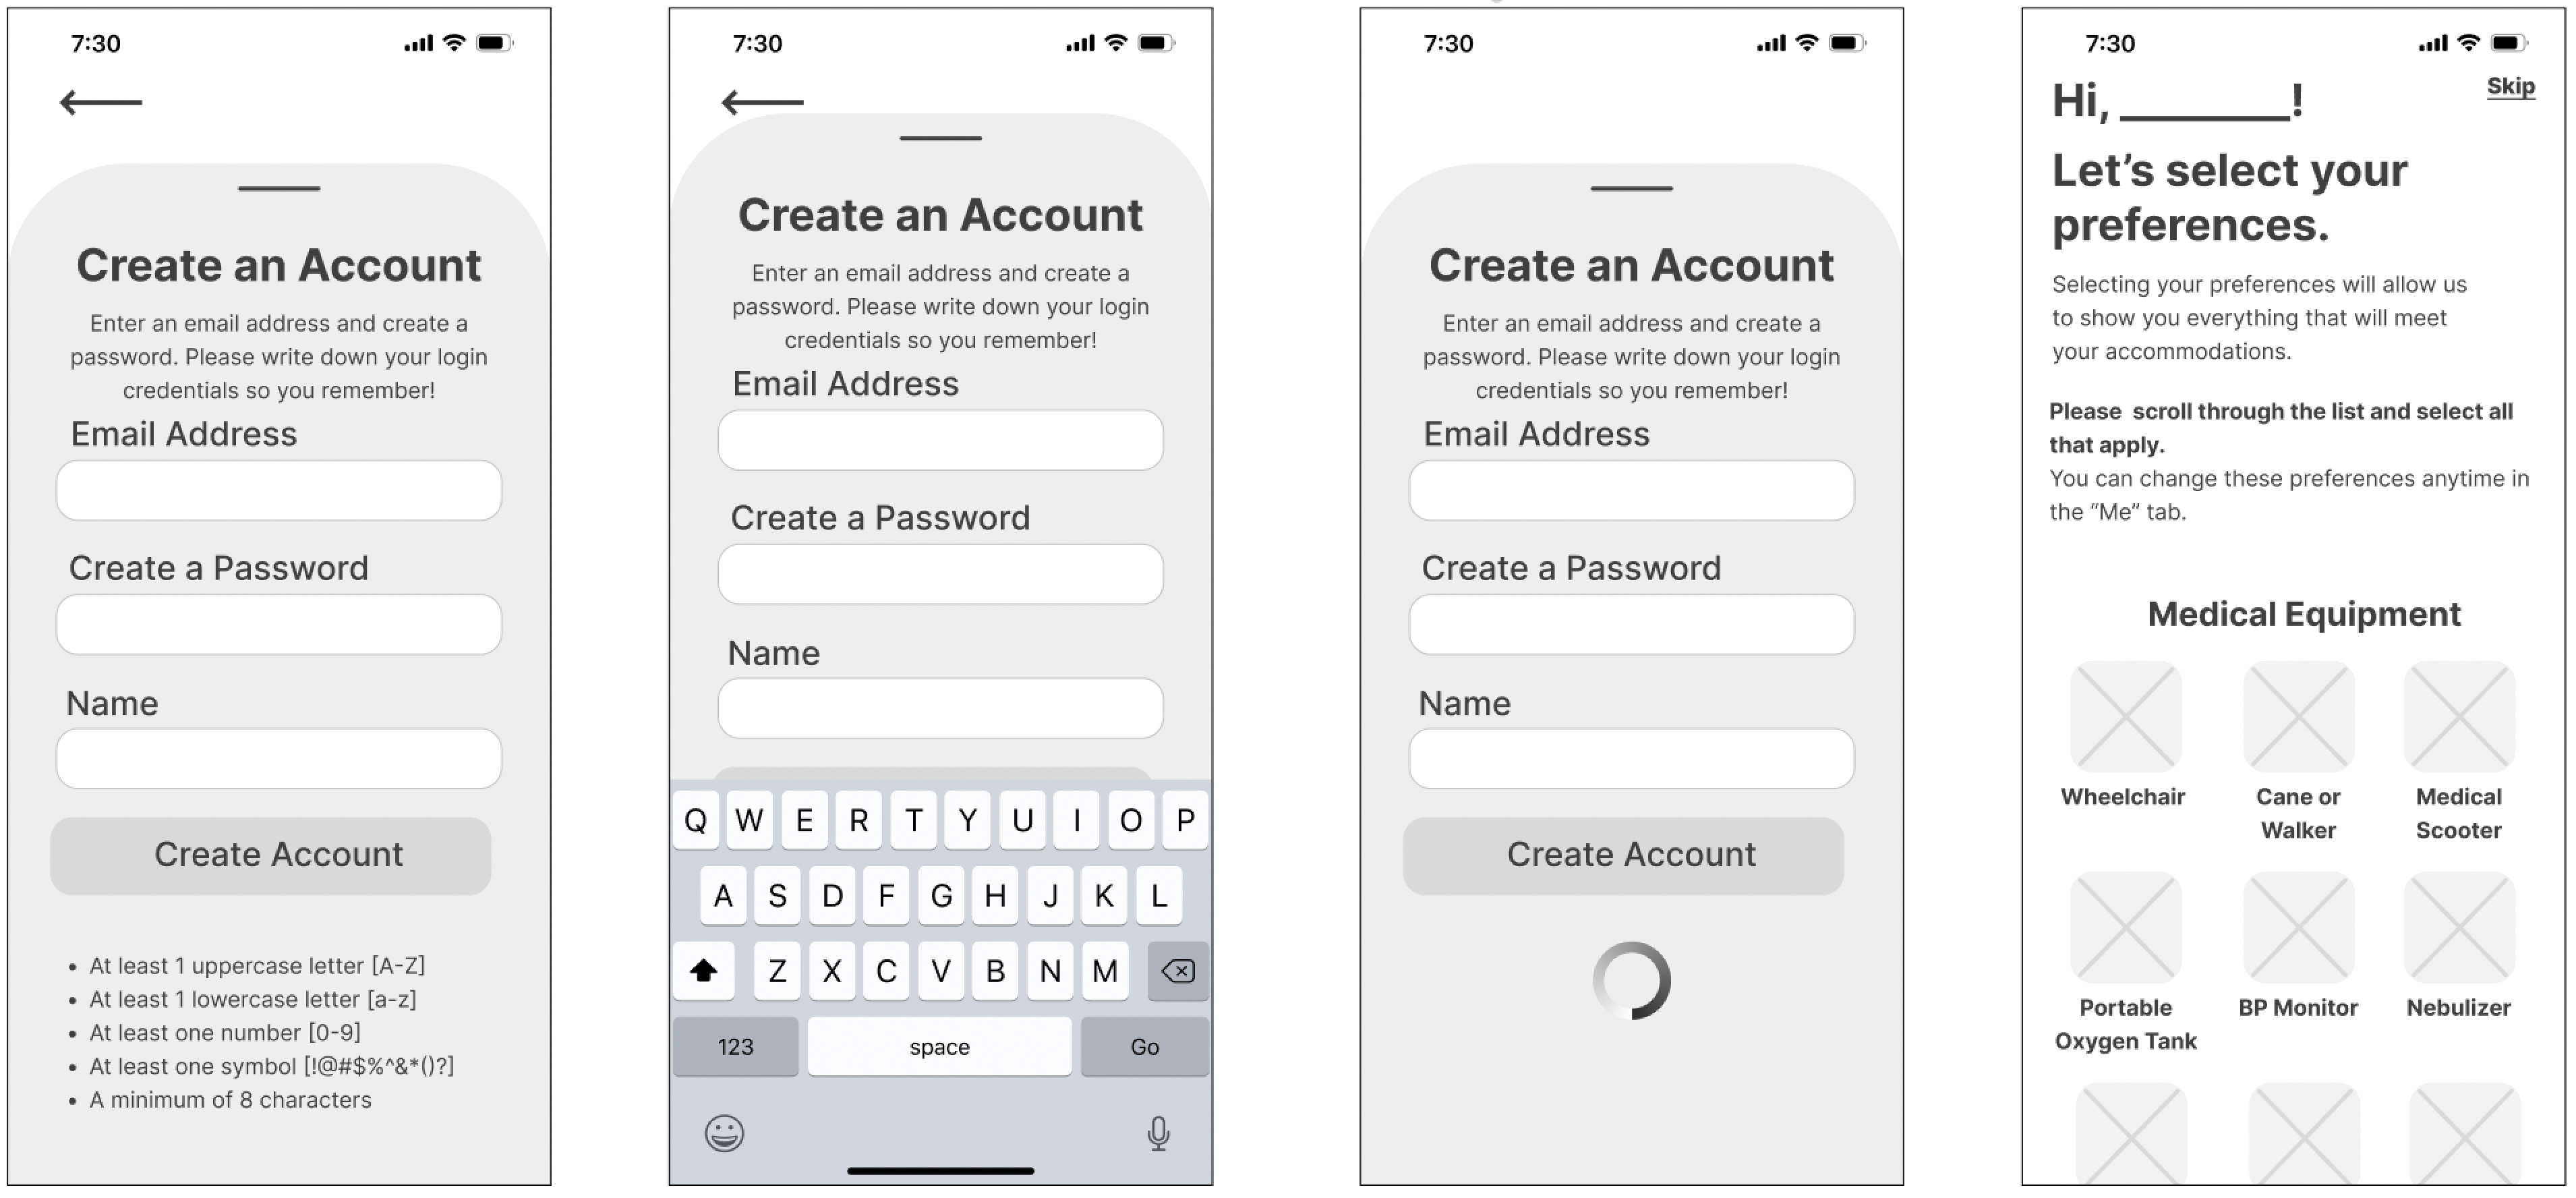 7:30
Create an Account
Enter an email address and create a
password. Please write down your login
credentials so you remember!
Email Address
Create a Password
Name
Create Account
• At least 1 uppercase letter [A-Z]
• At least 1 lowercase letter [a-z]
• At least one number [0-9]
• At least one symbol [!@#$%^&*()?]
• A minimum of 8 characters
7:30
Create an Account
Enter an email address and create a
password. Please write down your login
credentials so you remember!
Email Address
Create a Password
Name
Q W E R T Y U I O P
A S D F G H J K L
Z X C V B N M
123 space Go
7:30
Create an Account
Enter an email address and create a
password. Please write down your login
credentials so you remember!
Email Address
Create a Password
Name
Create Account
7:30
Skip
Hi, _______!
Let’s select your
preferences.
Selecting your preferences will allow us
to show you everything that will meet
your accommodations.
Please  scroll through the list and select all
that apply.
You can change these preferences anytime in
the “Me” tab.
Medical Equipment
Wheelchair
Cane or
Walker
Medical
Scooter
Portable
Oxygen Tank
BP Monitor
Nebulizer